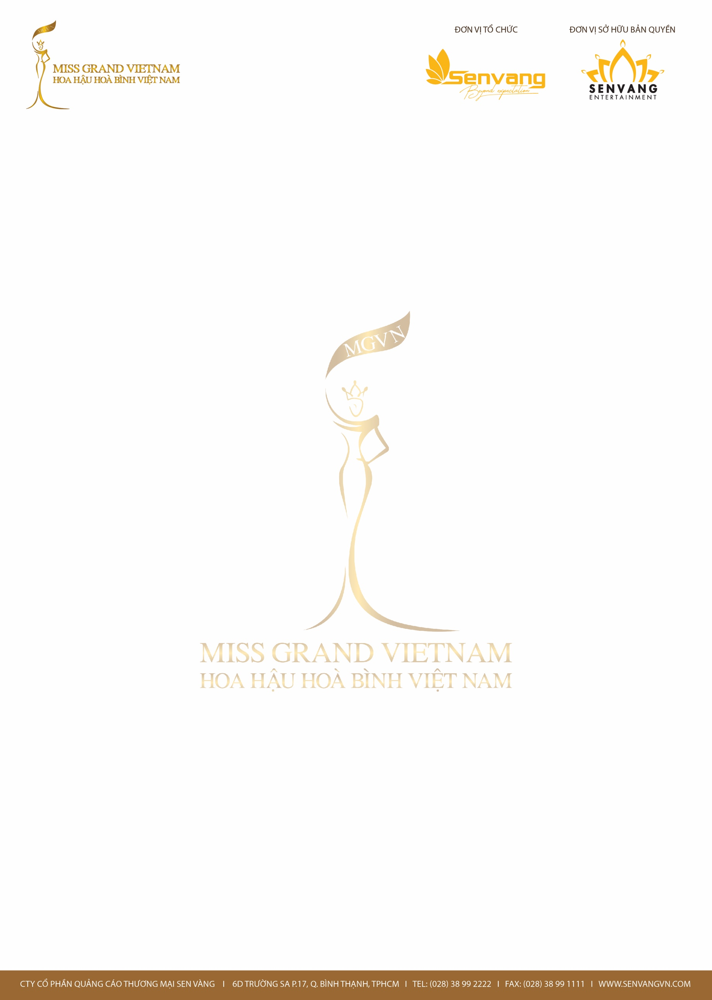 MGVN
MISS GRAND VIETNAM
HOA HẬU HOÀ BÌNH VIỆT NAM
ĐƠN VỊ TỔ CHỨC
Senvang
Beyond expectation
ĐƠN VỊ SỞ HỮU BẢN QUYỀN
SENVANG
ENTERTAINMENT
MGVN
MISS GRAND VIETNAM
HOA HẬU HOÀ BÌNH VIỆT NAM
CTY CỔ PHẦN QUẢNG CÁO THƯƠNG MẠI SEN VÀNG I 6D TRƯỜNG SA P.17, Q. BÌNH THẠNH, TPHCM I TEL: (028) 38 99 2222 I FAX: (028) 38 99 1111 I WWW.SENVANGVN.COM